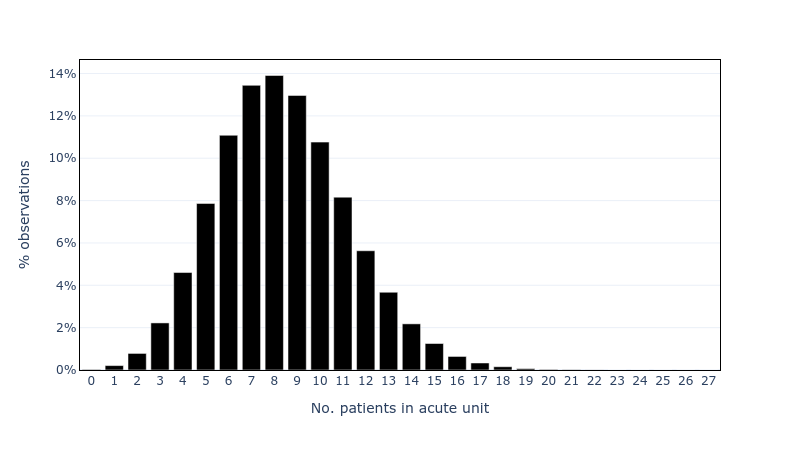 14%
12%
10%
8%
6%
4%
2%
0%
% observations
0 1 2 3 4 5 6 7 8 9 10 11 12 13 14 15 16 17 18 19 20 21 22 23 24 25 26 27
No. patients in acute unit